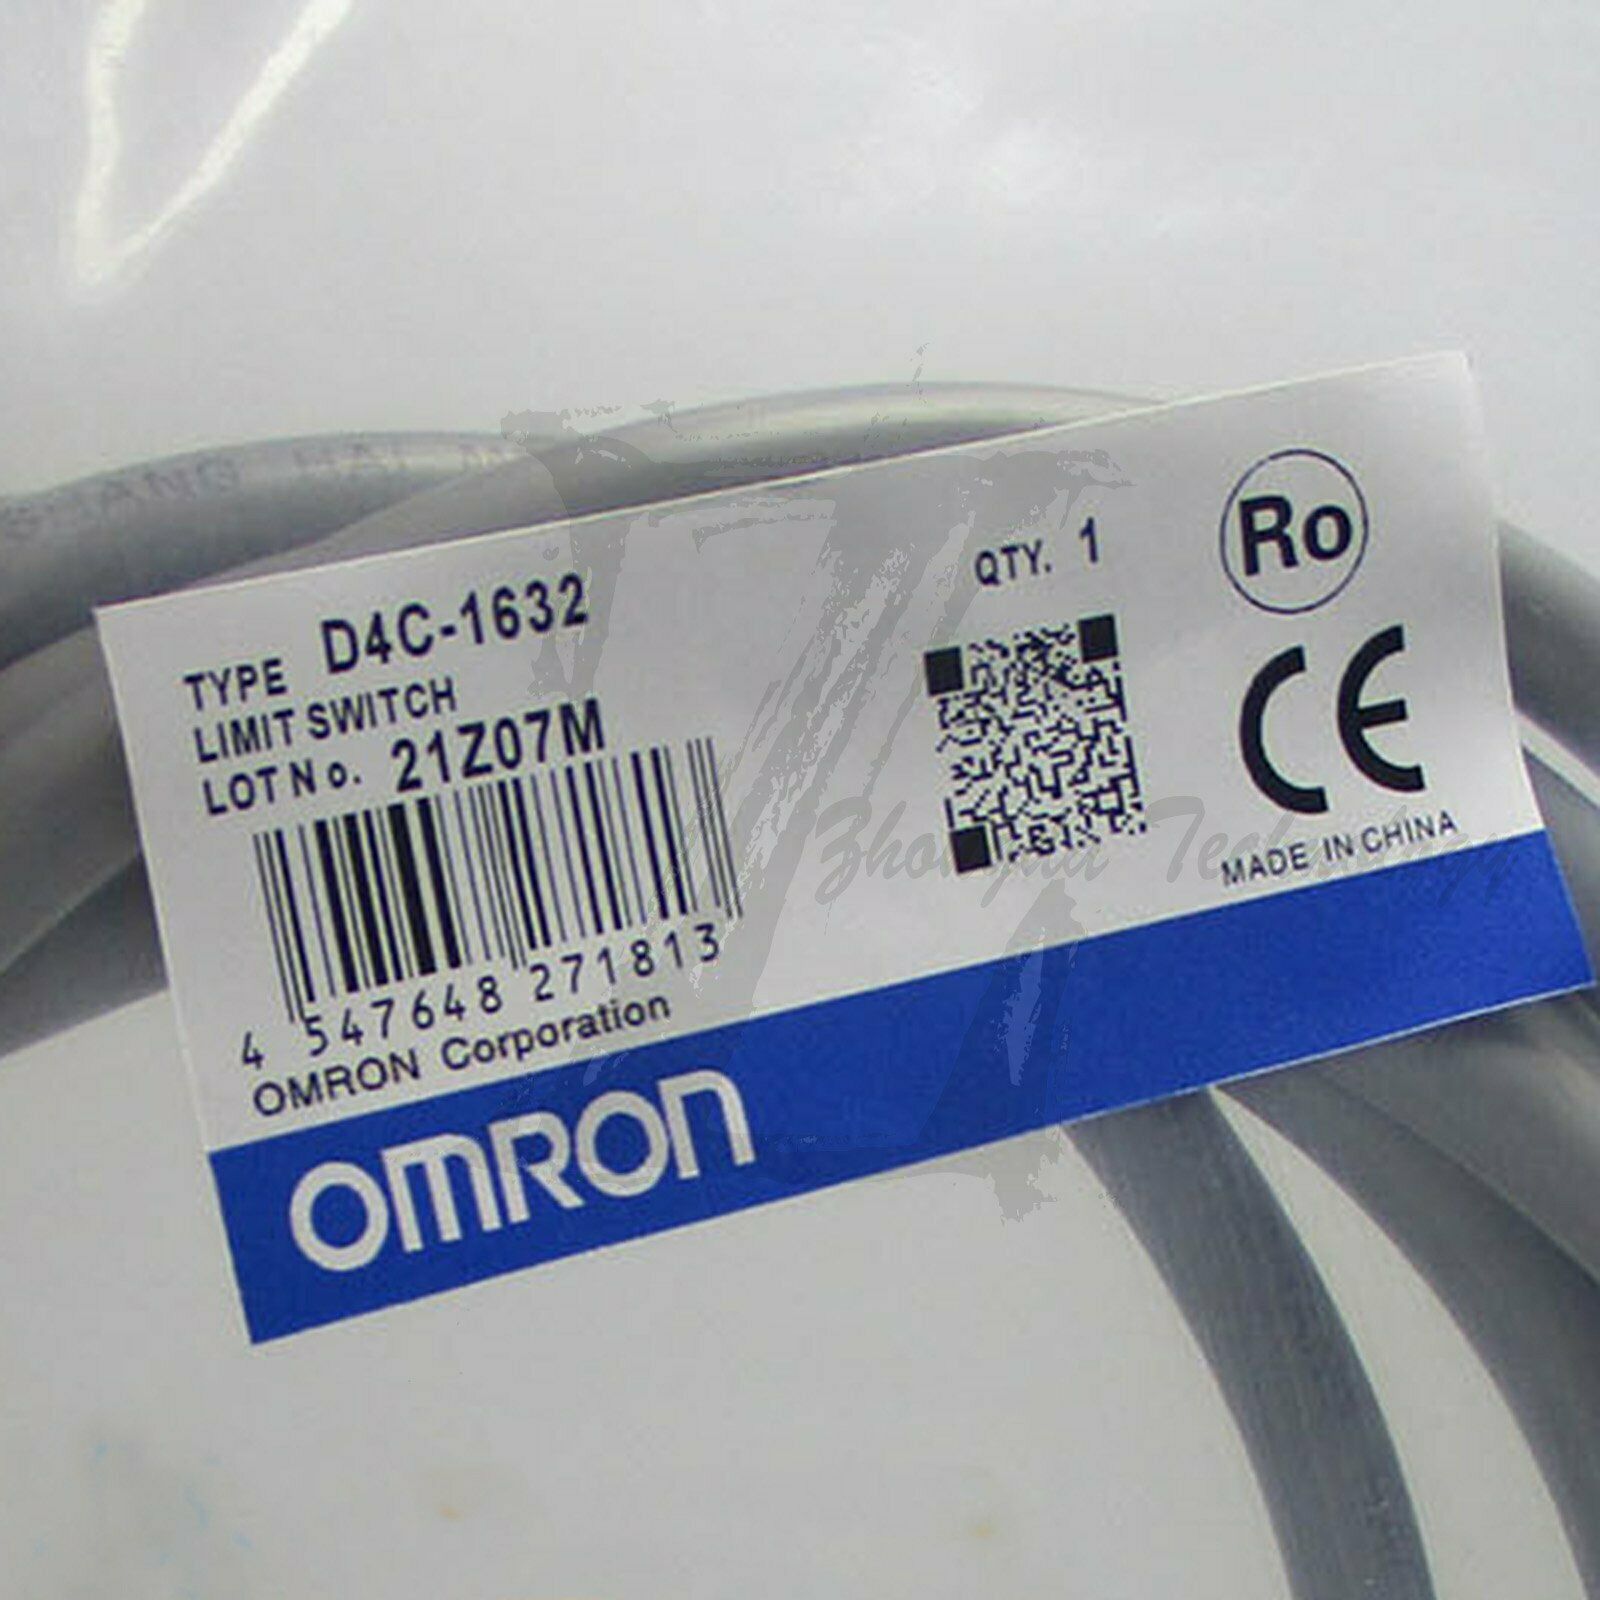 TYPE D4C-1632
LIMIT SWITCH
LOT No. 21Z07M
4 547648 271813
OMRON Corporation
OMRON
QTY. 1
Ro
CE
MADE IN CHINA
Technology